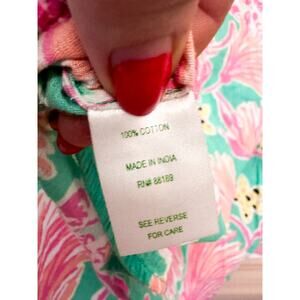 100% COTTON
MADE IN INDIA
RN# 88189
SEE REVERSE
FOR CARE